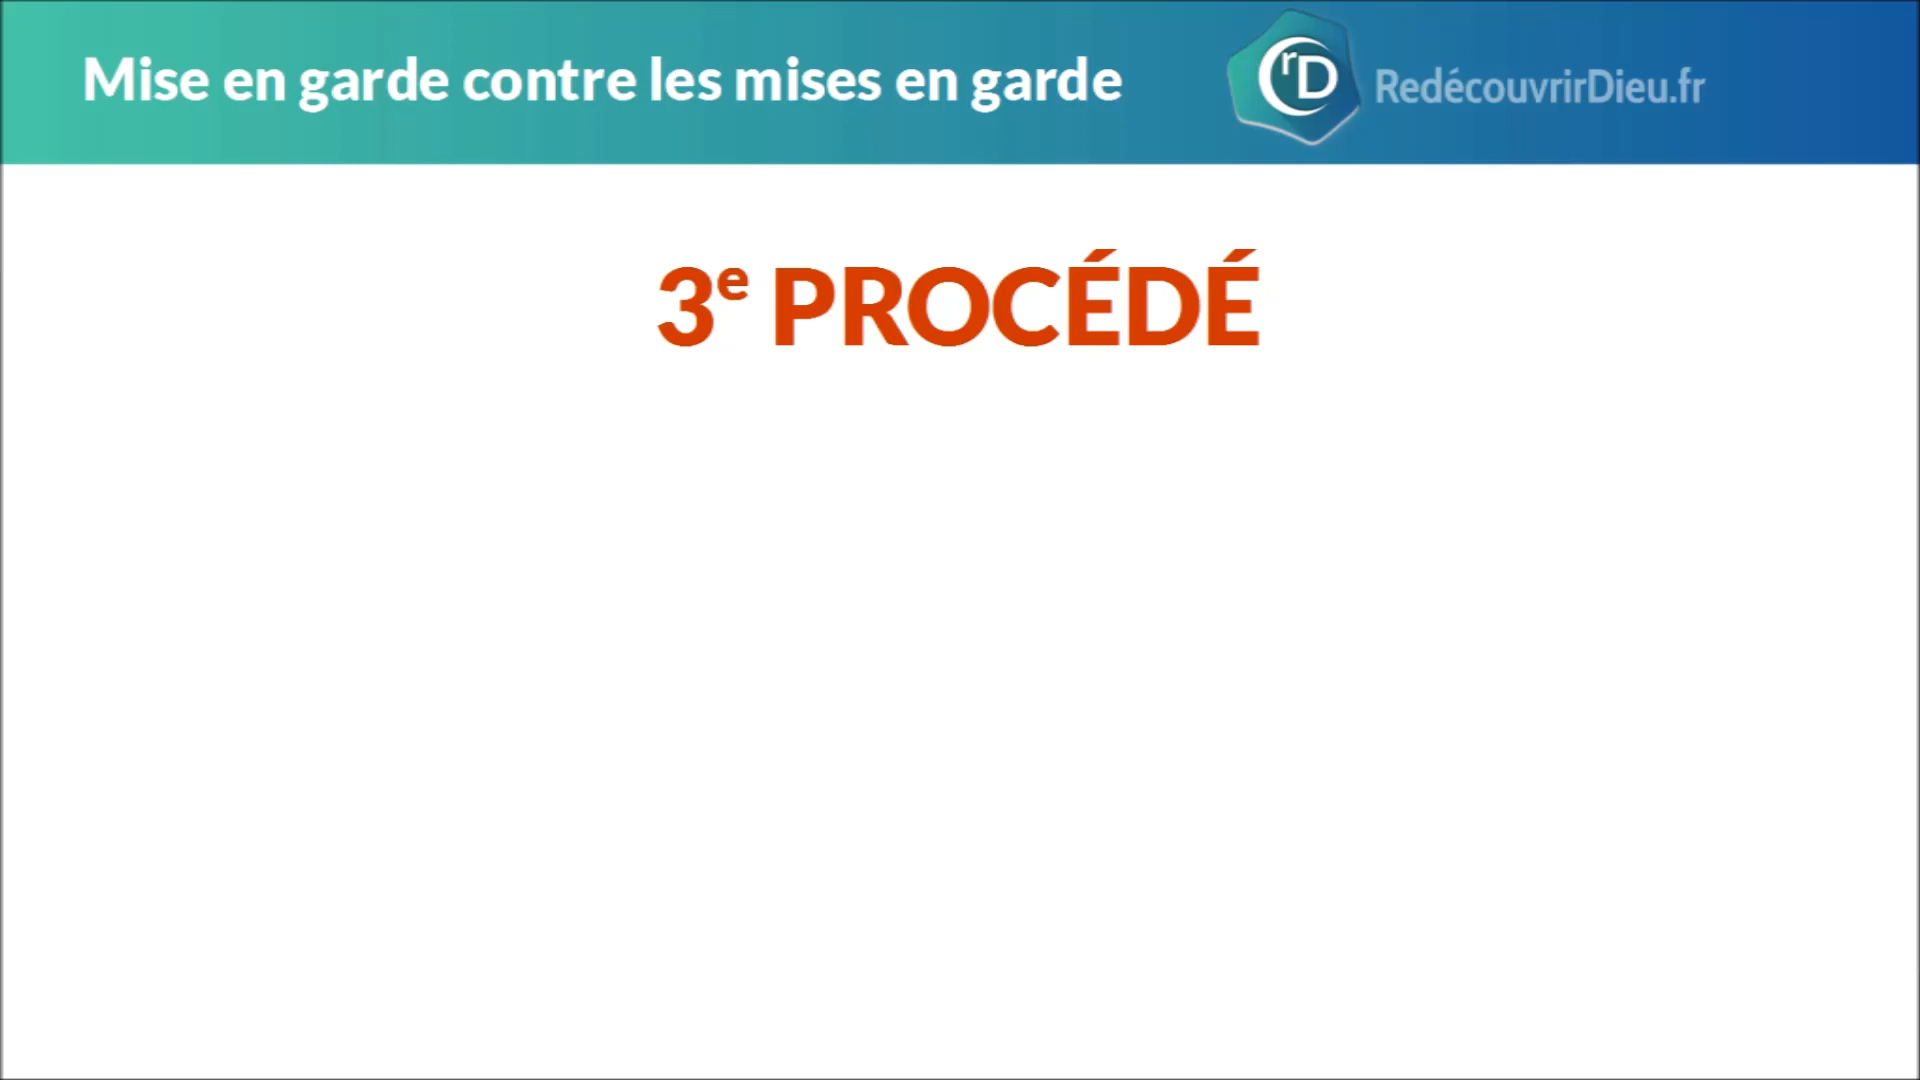 Mise en garde contre les mises en garde
rD RedécouvrirDieu.fr
3e PROCÉDÉ